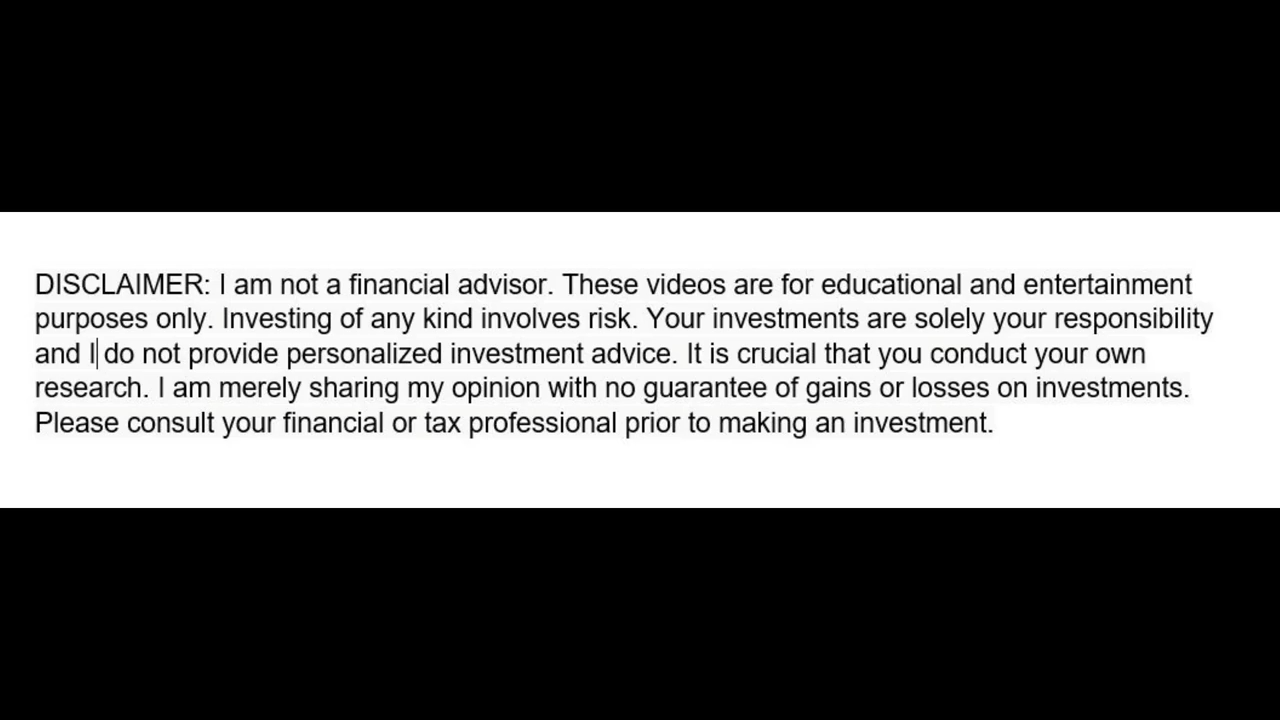 DISCLAIMER: I am not a financial advisor. These videos are for educational and entertainment
purposes only. Investing of any kind involves risk. Your investments are solely your responsibility
and I do not provide personalized investment advice. It is crucial that you conduct your own
research. I am merely sharing my opinion with no guarantee of gains or losses on investments.
Please consult your financial or tax professional prior to making an investment.